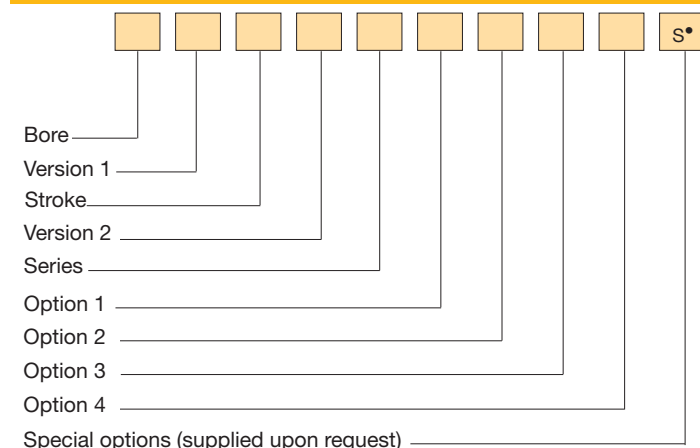 S•
Bore
Version 1
Stroke
Version 2
Series
Option 1
Option 2
Option 3
Option 4
Special options (supplied upon request)